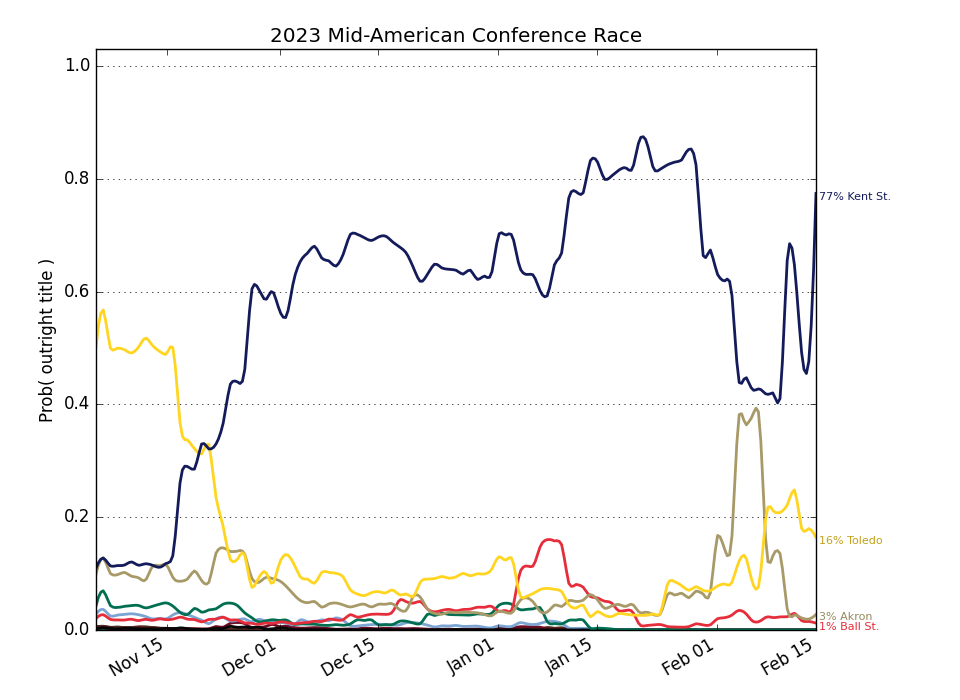 2023 Mid-American Conference Race
Prob( outright title )
1.0
0.8
0.6
0.4
0.2
0.0
77% Kent St.
16% Toledo
3% Akron
1% Ball St.
Nov 15
Dec 01
Dec 15
Jan 01
Jan 15
Feb 01
Feb 15